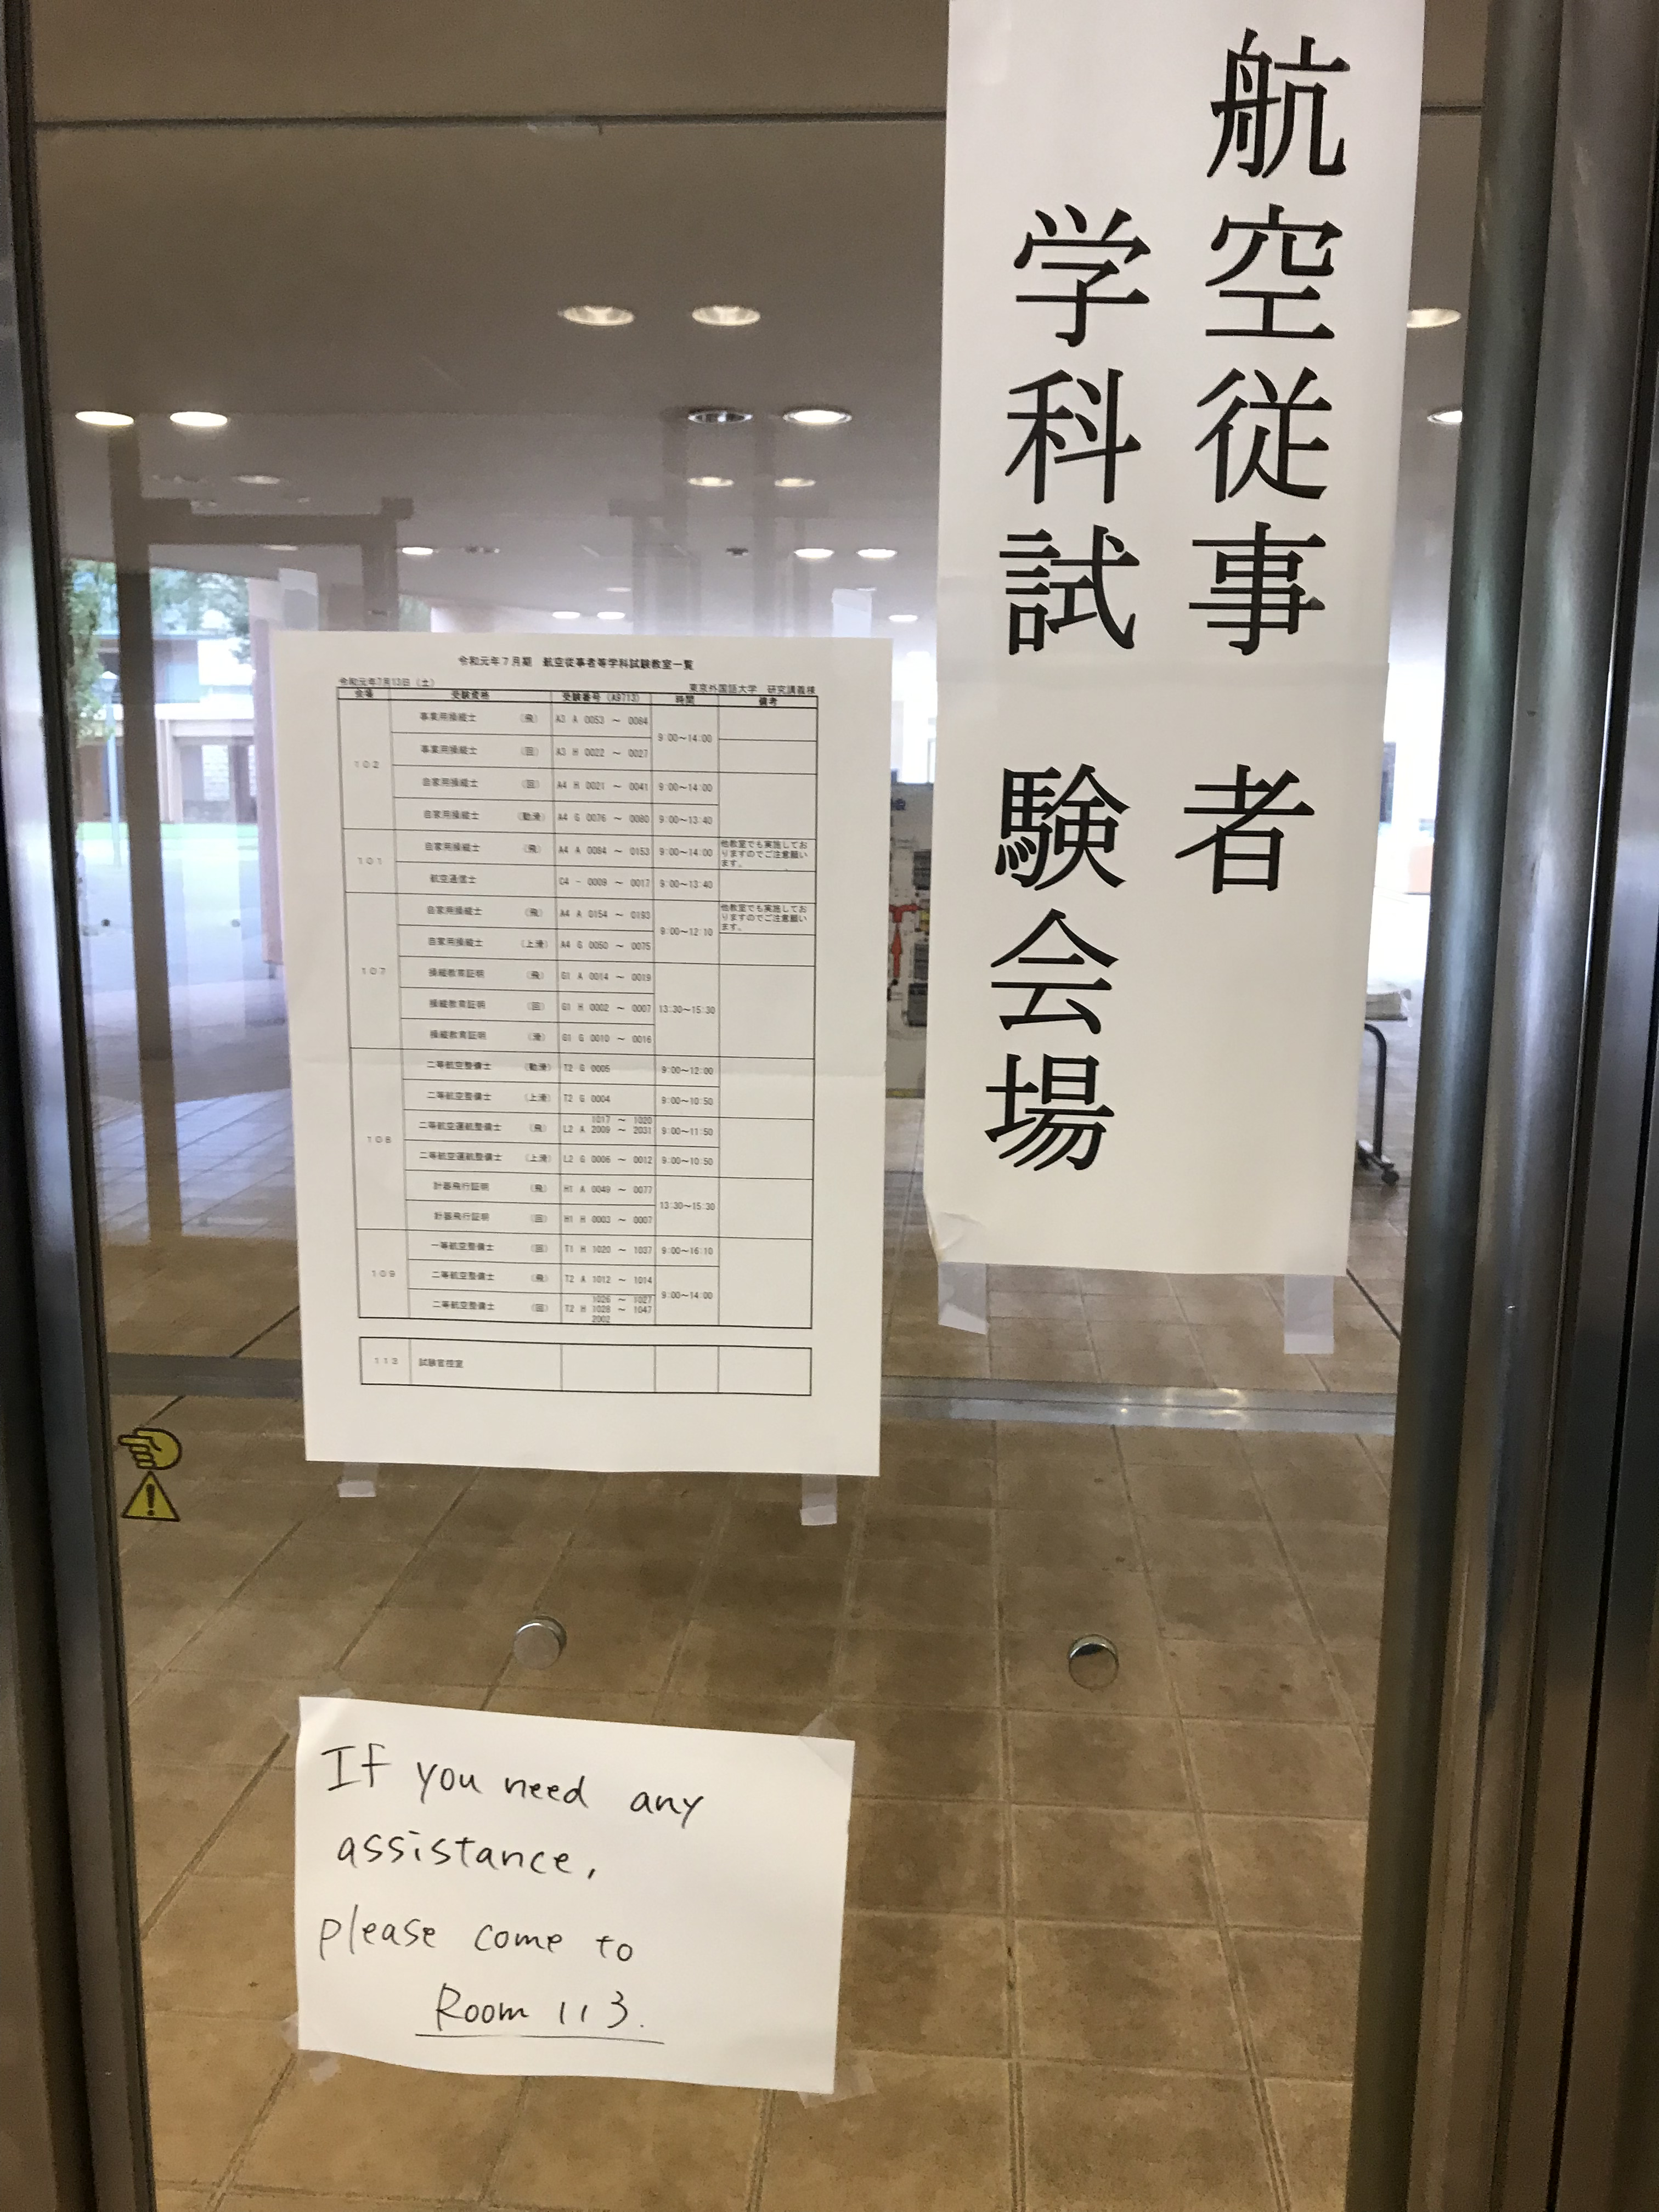 航空従事者
学科試験会場
令和元年7月期 航空従事者等学科試験教室一覧
令和元年7月13日(土)
東京外国語大学 研究講義棟
会場 受験資格 受験番号(A9713) 時間 備考
102 事業用操縦士 (飛) A3 A 0053 ~ 0084 9:00~14:00
事業用操縦士 (回) A3 H 0022 ~ 0027
自家用操縦士 (回) A4 H 0021 ~ 0041 9:00~14:00
自家用操縦士 (動滑) A4 G 0076 ~ 0080 9:00~13:40
101 自家用操縦士 (飛) A4 A 0084 ~ 0153 9:00~14:00 他教室でも実施して お
りますのでご注意願い
ます。
航空通信士 C4 - 0009 ~ 0017 9:00~13:40
107 自家用操縦士 (飛) A4 A 0154 ~ 0193 9:00~12:10 他教室でも実施してお
りますのでご注意願い
ます。
自家用操縦士 (上滑) A4 G 0050 ~ 0075
操縦教育証明 (飛) G1 A 0014 ~ 0019 13:30~15:30
操縦教育証明 (回) G1 H 0002 ~ 0007
操縦教育証明 (滑) G1 G 0010 ~ 0016
108 二等航空整備士 (動滑) T2 G 0005 9:00~12:00
二等航空整備士 (上滑) T2 G 0004 9:00~10:50
二等航空運航整備士 (飛) L2 A 1017 ~ 1020
2009 ~ 2031 9:00~11:50
二等航空運航整備士 (上滑) L2 G 0006 ~ 0012 9:00~10:50
計器飛行証明 (飛) H1 A 0049 ~ 0077 13:30~15:30
計器飛行証明 (回) H1 H 0003 ~ 0007
109 一等航空整備士 (回) T1 H 1020 ~ 1037 9:00~16:10
二等航空整備士 (飛) T2 A 1012 ~ 1014 9:00~14:00
二等航空整備士 (回) T2 H 1026 ~ 1027
1028 ~ 1047
2002
113 試験官控室
If you need any
assistance,
please come to
Room 113.